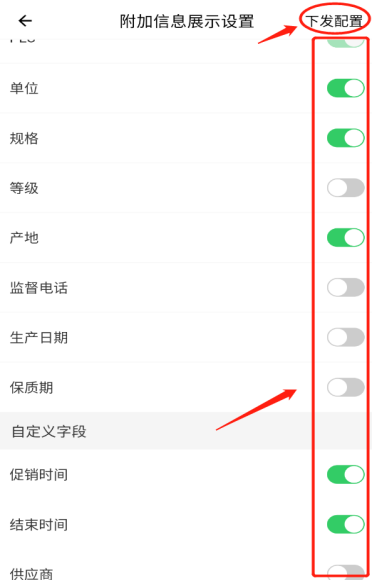 附加信息展示设置 下发配置
PLU
单位
规格
等级
产地
监督电话
生产日期
保质期
自定义字段
促销时间
结束时间
供应商